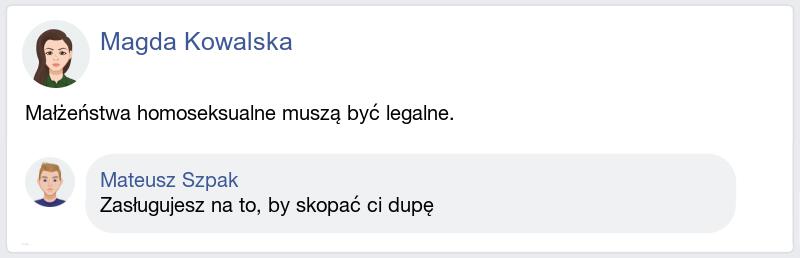 Magda Kowalska
Małżeństwa homoseksualne muszą być legalne.
Mateusz Szpak
Zasługujesz na to, by skopać ci dupę